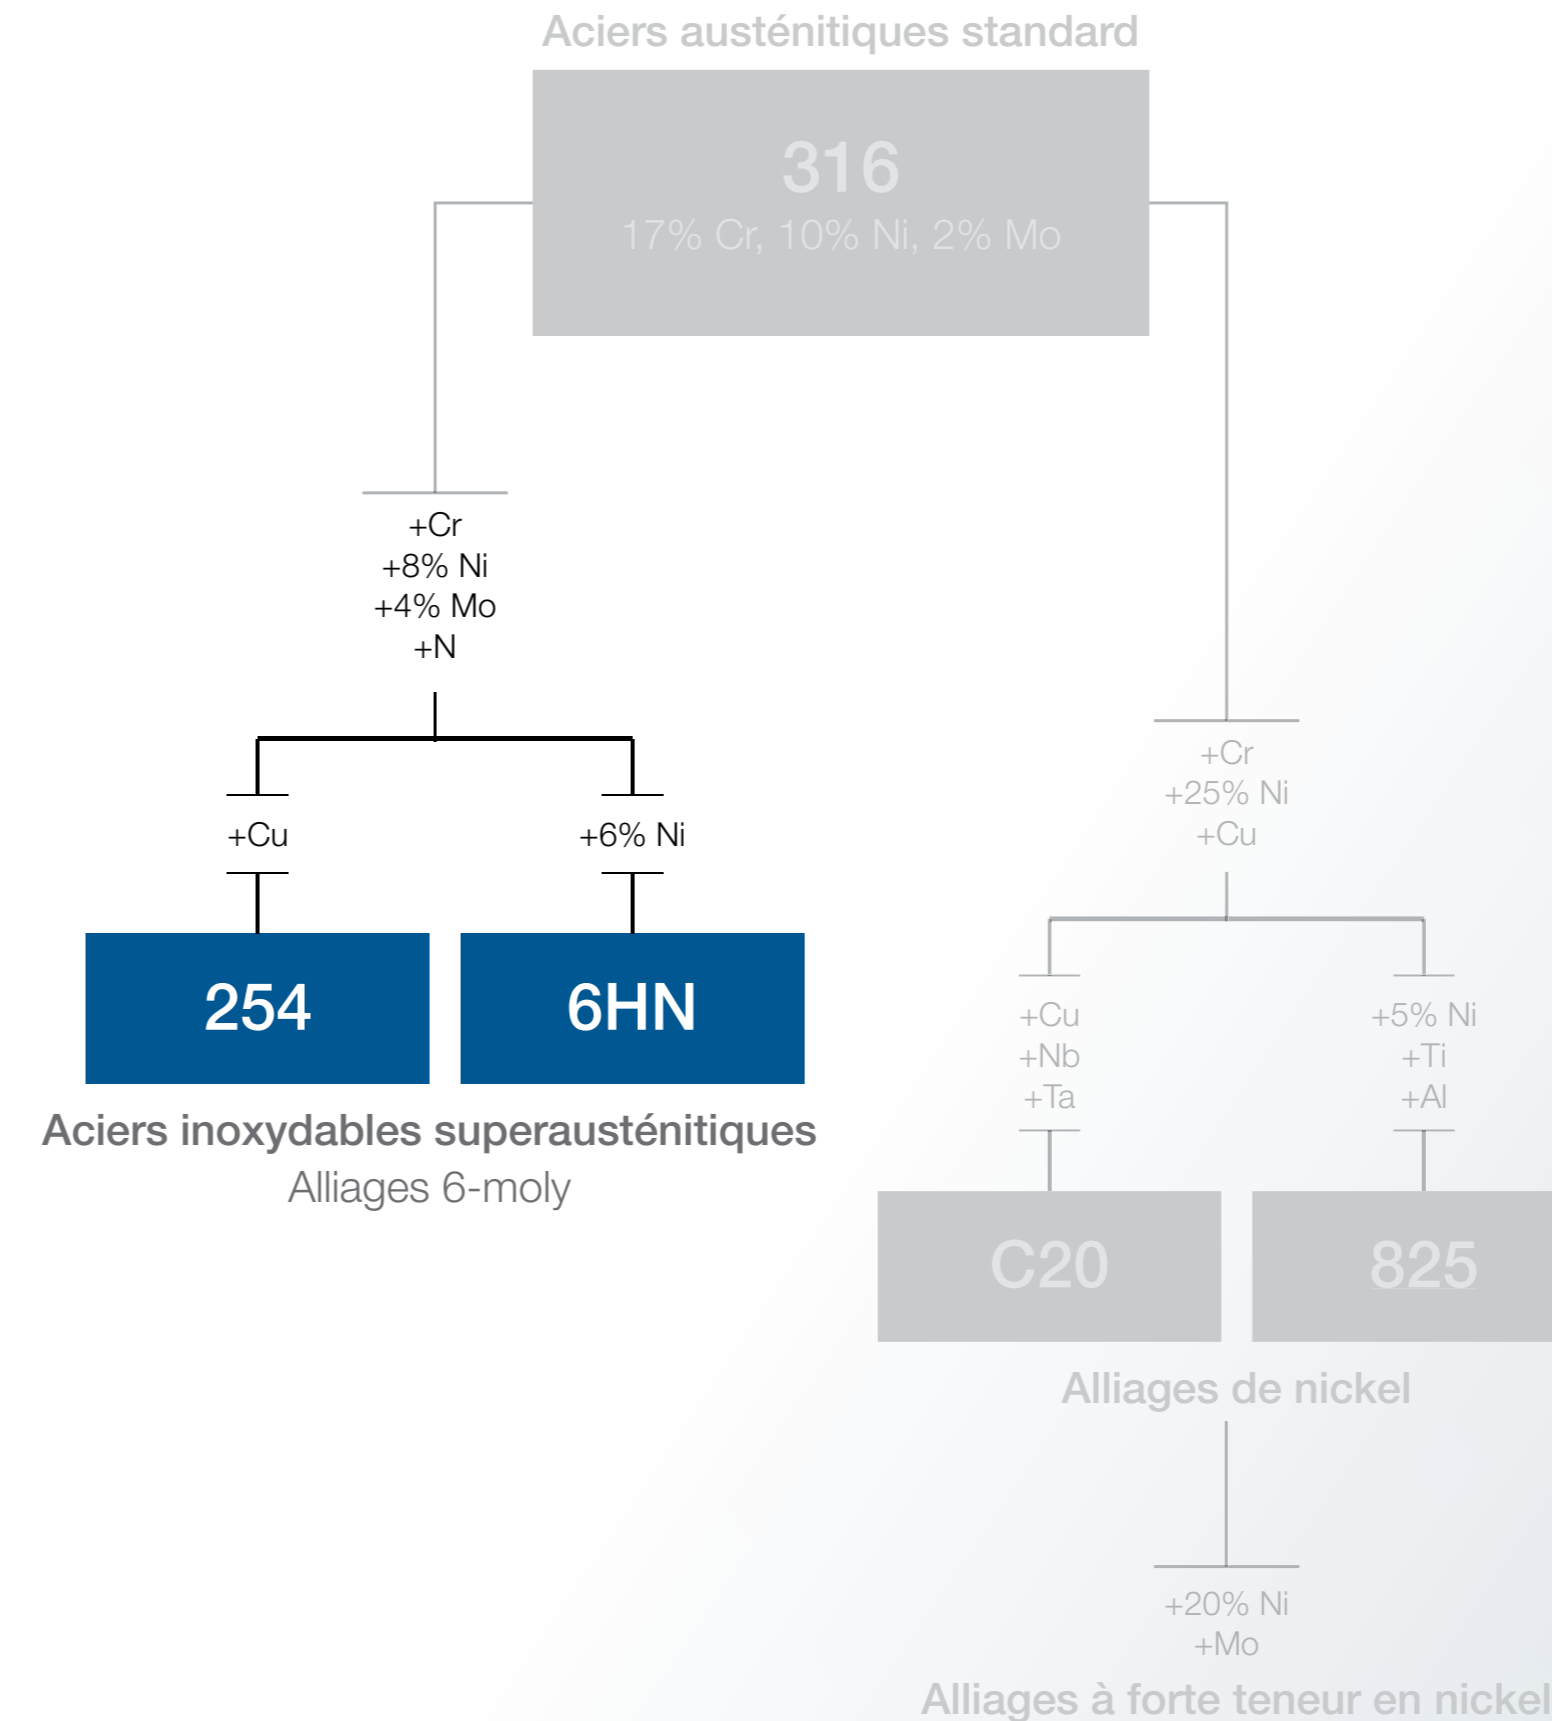 Aciers austénitiques standard
316
17% Cr, 10% Ni, 2% Mo
+Cr
+8% Ni
+4% Mo
+N
+Cu
+6% Ni
254
6HN
Aciers inoxydables superausténitiques
Alliages 6-moly
+Cr
+25% Ni
+Cu
+Cu
+Nb
+Ta
+5% Ni
+Ti
+Al
C20
825
Alliages de nickel
+20% Ni
+Mo
Alliages à forte teneur en nickel